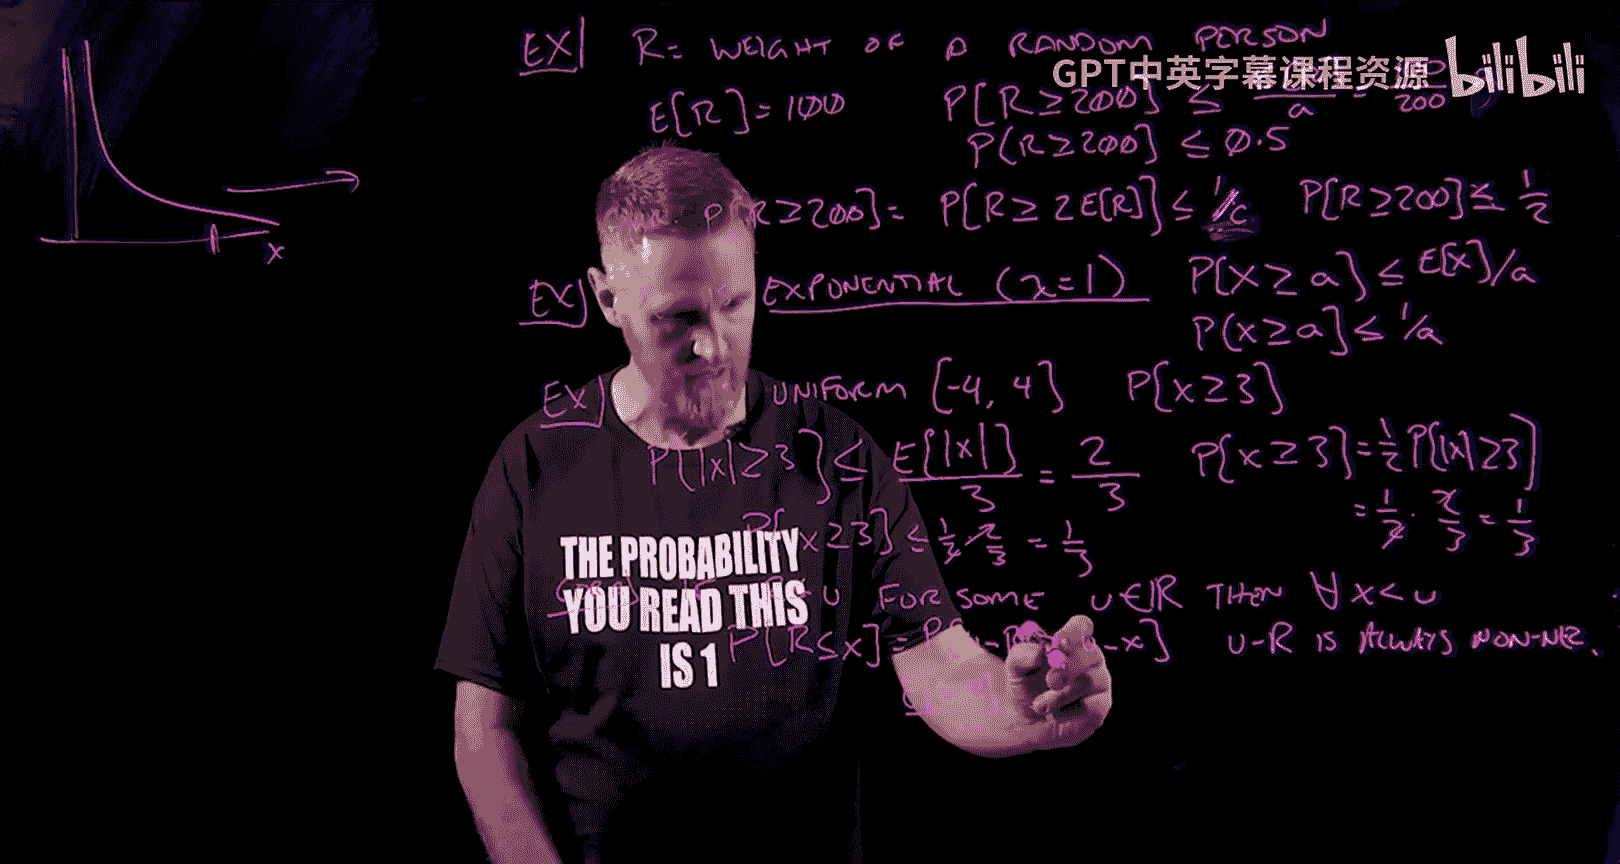 EX R = WEIGHT OF A RANDOM PERSON
GPT中英字幕课程资源 bilibili
E[R] = 100 P[R ≥ 200] ≤ /a 200
P(R ≥ 200] ≤ 0.5
P[R ≥ 200] = P[R ≥ 2E[R]] ≤ 1/c P[R ≥ 200] ≤ 1/2
x
EX EXPONENTIAL (λ=1) P[X ≥ a] ≤ E[X]/a
P(X ≥ a] ≤ 1/a
EX UNIFORM [-4, 4] P[X ≥ 3]
P[|X| ≥ 3] ≤ E[|X|]/3 = 2/3 P[X ≥ 3] = 1/2 P[|X| ≥ 3]
= 1/2 · 2/3 = 1/3
P[X ≥ 3] ≤ 1/2 · 2/3 = 1/3
THE PROBABILITY
YOU READ THIS
IS 1
U FOR SOME U∈ℝ THEN ∀ x < U
P[R ≤ x] = P[U-R -x] U-R IS ALWAYS NON-NEG.